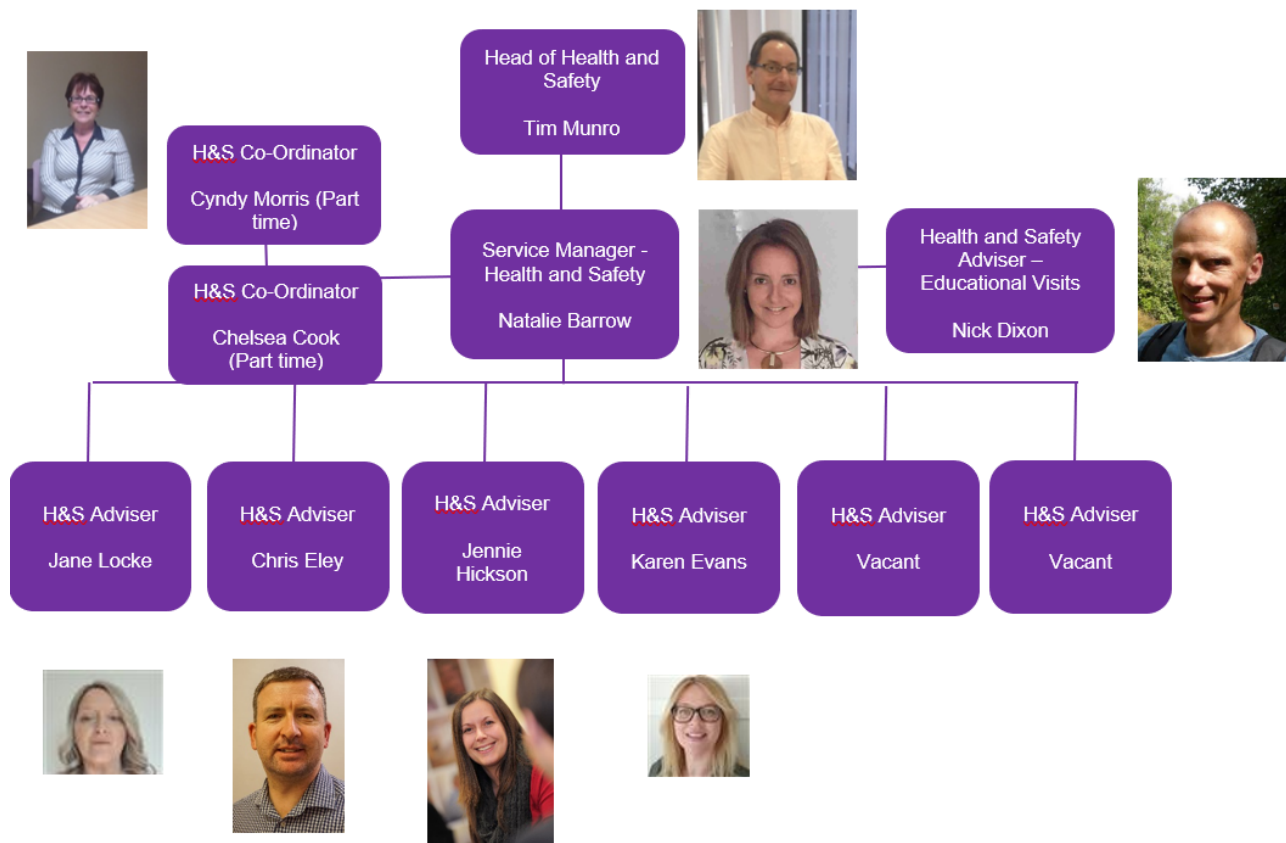 Head of Health and
Safety
Tim Munro
H&S Co-Ordinator
Cyndy Morris (Part
time)
Service Manager -
Health and Safety
Natalie Barrow
Health and Safety
Adviser –
Educational Visits
Nick Dixon
H&S Co-Ordinator
Chelsea Cook
(Part time)
H&S Adviser
Jane Locke
H&S Adviser
Chris Eley
H&S Adviser
Jennie
Hickson
H&S Adviser
Karen Evans
H&S Adviser
Vacant
H&S Adviser
Vacant